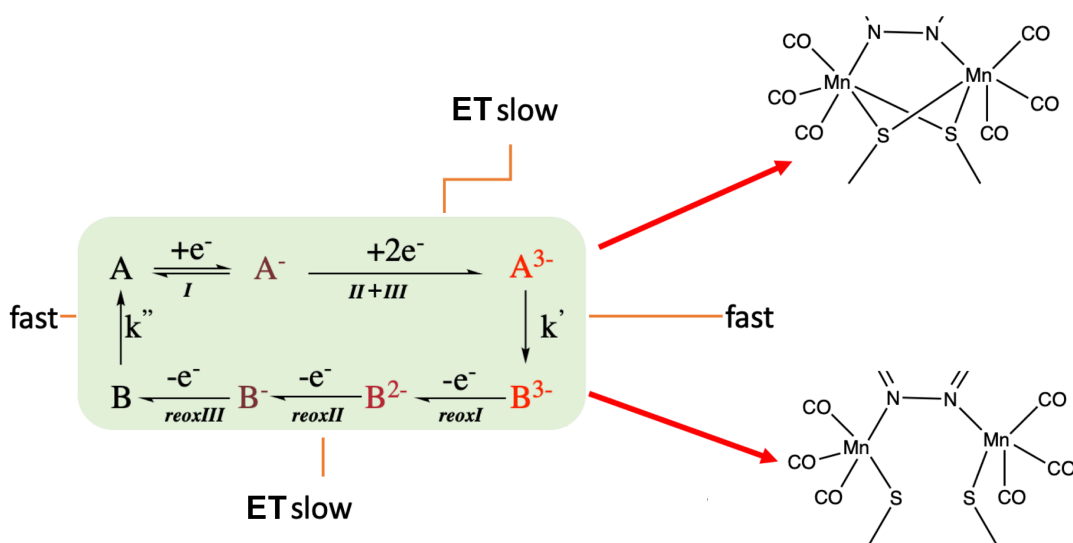 ET slow
CO
N
N
CO
Mn
Mn
CO
CO
S
S
CO
CO
A
+e⁻
I
A⁻
+2e⁻
II+III
A³⁻
fast
k”
k’
fast
B
-e⁻
reoxIII
B⁻
-e⁻
reoxII
B²⁻
-e⁻
reoxI
B³⁻
ET slow
CO
N
N
CO
Mn
Mn
CO
CO
CO
S
S
CO